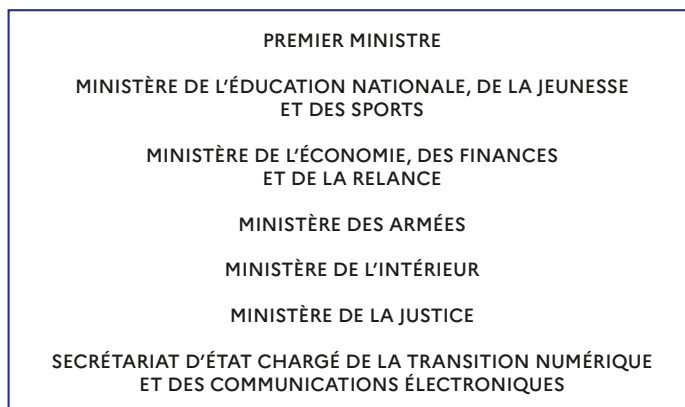 PREMIER MINISTRE
MINISTÈRE DE L'ÉDUCATION NATIONALE, DE LA JEUNESSE
ET DES SPORTS
MINISTÈRE DE L'ÉCONOMIE, DES FINANCES
ET DE LA RELANCE
MINISTÈRE DES ARMÉES
MINISTÈRE DE L'INTÉRIEUR
MINISTÈRE DE LA JUSTICE
SECRÉTARIAT D'ÉTAT CHARGÉ DE LA TRANSITION NUMÉRIQUE
ET DES COMMUNICATIONS ÉLECTRONIQUES